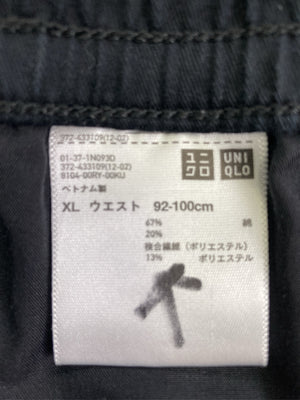 372-433109(12-02)
01-37-1N093D
372-433109(12-02)
8104-00RY-00KU
ユニ
クロ
UNI
QLO
ベトナム製
XL ウエスト 92-100cm
67% 綿
20%
複合繊維(ポリエステル)
13% ポリエステル